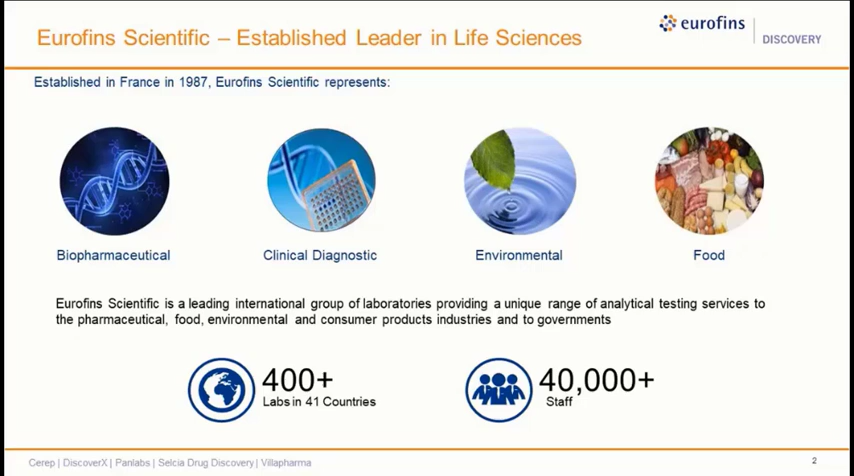 Eurofins Scientific – Established Leader in Life Sciences
eurofins
DISCOVERY
Established in France in 1987, Eurofins Scientific represents:
Biopharmaceutical
Clinical Diagnostic
Environmental
Food
Eurofins Scientific is a leading international group of laboratories providing a unique range of analytical testing services to
the pharmaceutical, food, environmental and consumer products industries and to governments
400+
Labs in 41 Countries
40,000+
Staff
Cerep | DiscoverX | Panlabs | Selcia Drug Discovery | Villapharma
2